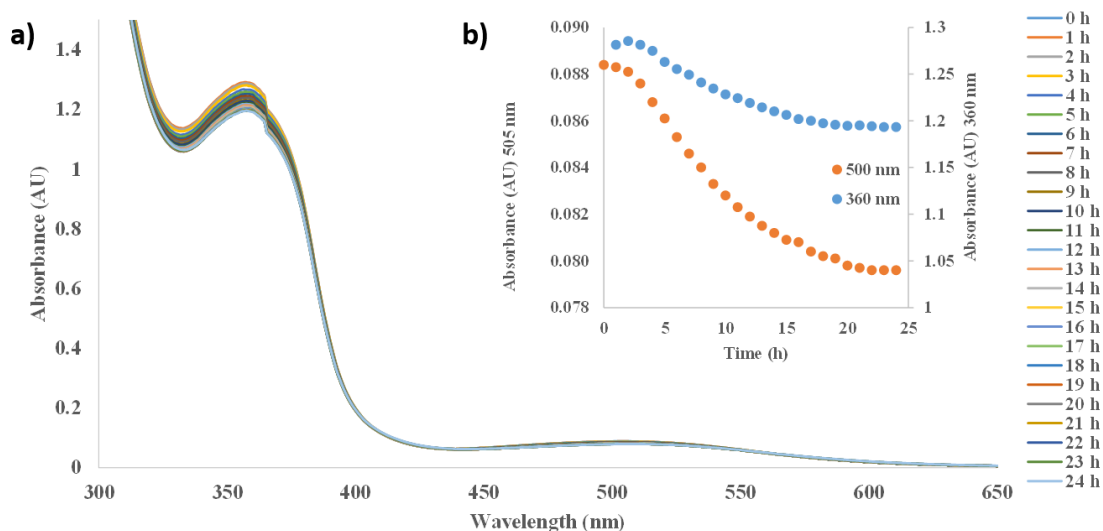 a)
Absorbance (AU)
1.4
1.2
1
0.8
0.6
0.4
0.2
0
300
350
400
450
500
550
600
650
Wavelength (nm)
b)
Absorbance (AU) 505 nm
0.090
0.088
0.086
0.084
0.082
0.080
0.078
Absorbance (AU) 360 nm
1.3
1.25
1.2
1.15
1.1
1.05
1
500 nm
360 nm
0
5
10
15
20
25
Time (h)
0 h
1 h
2 h
3 h
4 h
5 h
6 h
7 h
8 h
9 h
10 h
11 h
12 h
13 h
14 h
15 h
16 h
17 h
18 h
19 h
20 h
21 h
22 h
23 h
24 h